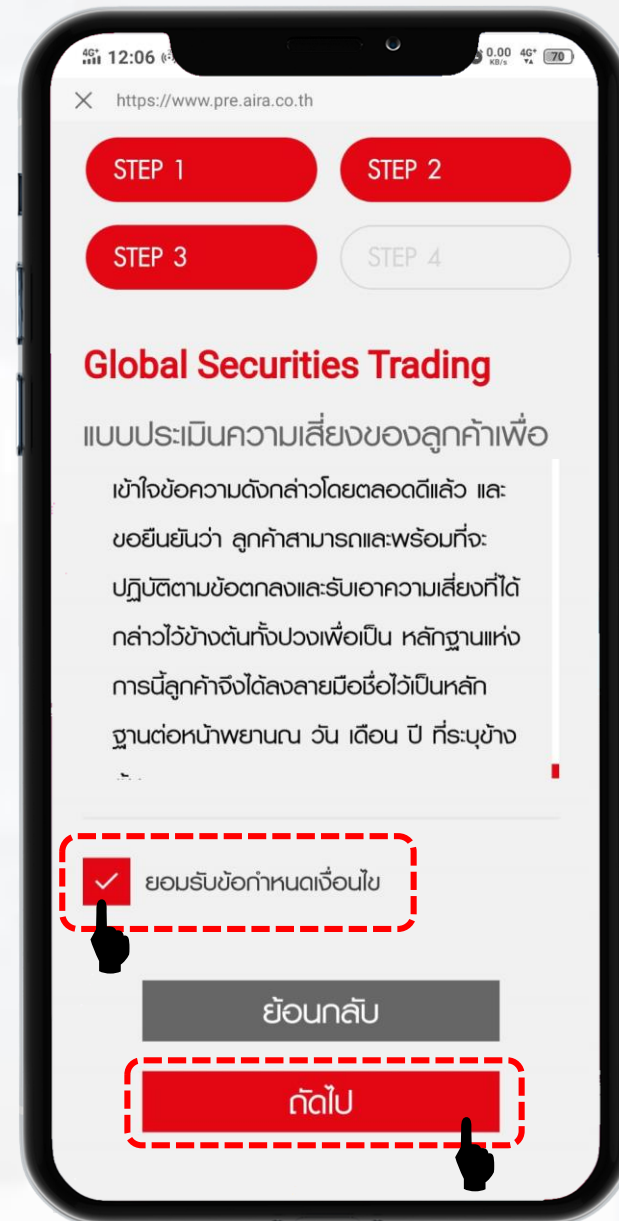 4G+ 12:06 0.00 KB/s 4G+ 70
https://www.pre.aira.co.th
STEP 1 STEP 2
STEP 3 STEP 4
Global Securities Trading
แบบประเมินความเสี่ยงของลูกค้าเพื่อ
เข้าใจข้อความดังกล่าวโดยตลอดดีแล้ว และ
ขอยืนยันว่า ลูกค้าสามารถและพร้อมที่จะ
ปฏิบัติตามข้อตกลงและรับเอาความเสี่ยงที่ได้
กล่าวไว้ข้างต้นทั้งปวงเพื่อเป็น หลักฐานแห่ง
การนี้ลูกค้าจึงได้ลงลายมือชื่อไว้เป็นหลัก
ฐานต่อหน้าพยานณ วัน เดือน ปี ที่ระบุข้าง
ยอมรับข้อกำหนดเงื่อนไข
ย้อนกลับ
ถัดไป